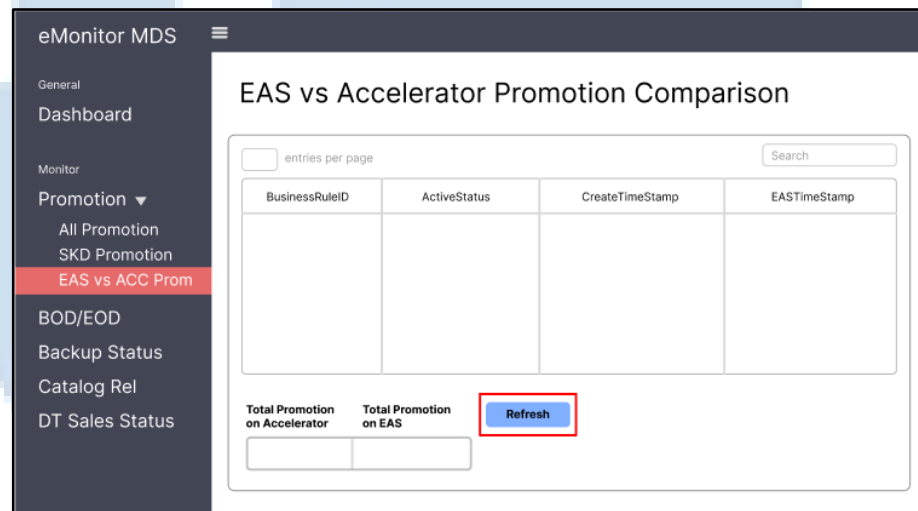 eMonitor MDS
General
Dashboard
Monitor
Promotion
All Promotion
SKD Promotion
EAS vs ACC Prom
BOD/EOD
Backup Status
Catalog Rel
DT Sales Status
EAS vs Accelerator Promotion Comparison
entries per page
Search
BusinessRuleID ActiveStatus CreateTimeStamp EASTimeStamp
Total Promotion
on Accelerator
Total Promotion
on EAS
Refresh